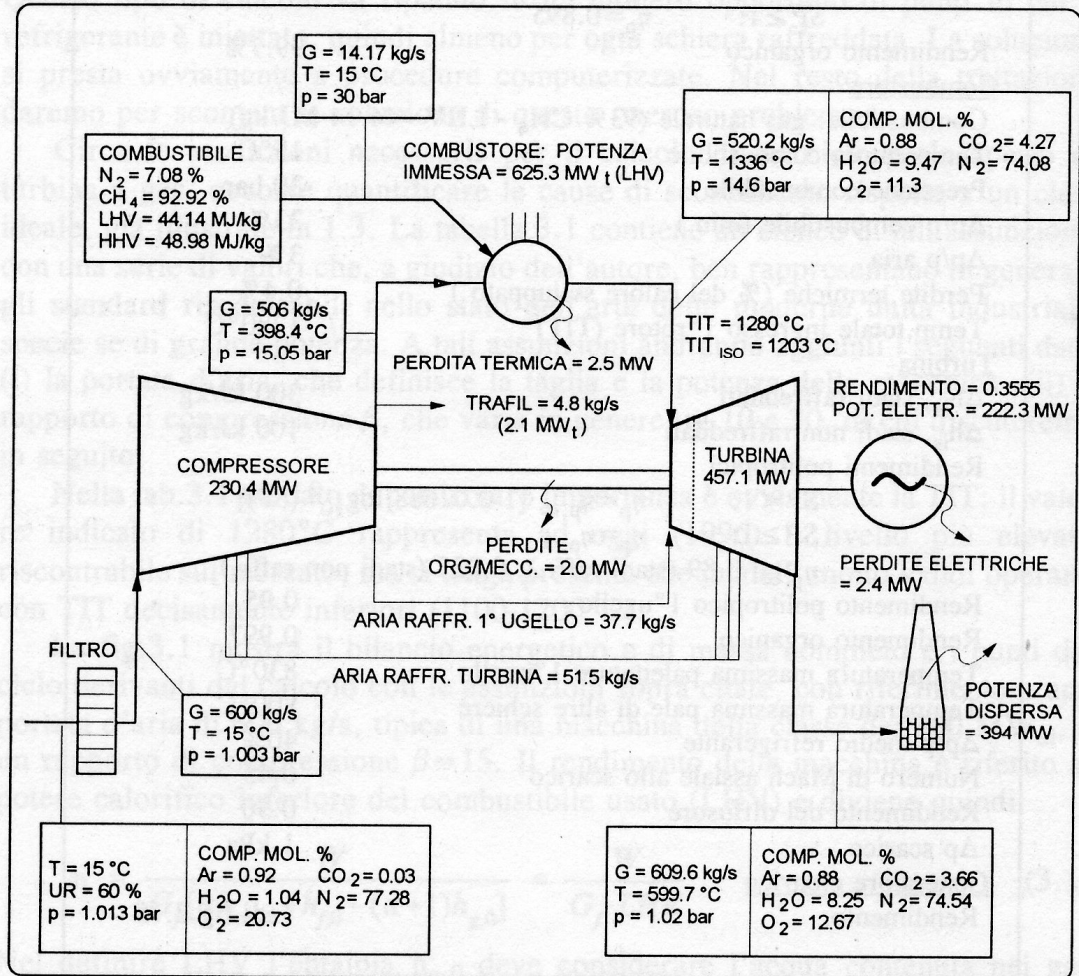 G = 14.17 kg/s
T = 15 °C
p = 30 bar
COMBUSTIBILE
N2 = 7.08 %
CH4 = 92.92 %
LHV = 44.14 MJ/kg
HHV = 48.98 MJ/kg
COMBUSTORE: POTENZA
IMMESSA = 625.3 MW t (LHV)
G = 520.2 kg/s
T = 1336 °C
p = 14.6 bar
COMP. MOL. %
Ar = 0.88 CO2 = 4.27
H2O = 9.47 N2 = 74.08
O2 = 11.3
G = 506 kg/s
T = 398.4 °C
p = 15.05 bar
TIT = 1280 °C
TIT ISO = 1203 °C
PERDITA TERMICA = 2.5 MW
TRAFIL = 4.8 kg/s
(2.1 MWt)
RENDIMENTO = 0.3555
POT. ELETTR. = 222.3 MW
COMPRESSORE
230.4 MW
TURBINA
457.1 MW
PERDITE
ORG/MECC. = 2.0 MW
PERDITE ELETTRICHE
= 2.4 MW
ARIA RAFFR. 1° UGELLO = 37.7 kg/s
FILTRO
ARIA RAFFR. TURBINA = 51.5 kg/s
G = 600 kg/s
T = 15 °C
p = 1.003 bar
POTENZA
DISPERSA
= 394 MW
T = 15 °C
UR = 60 %
p = 1.013 bar
COMP. MOL. %
Ar = 0.92 CO2 = 0.03
H2O = 1.04 N2 = 77.28
O2 = 20.73
G = 609.6 kg/s
T = 599.7 °C
p = 1.02 bar
COMP. MOL. %
Ar = 0.88 CO2 = 3.66
H2O = 8.25 N2 = 74.54
O2 = 12.67